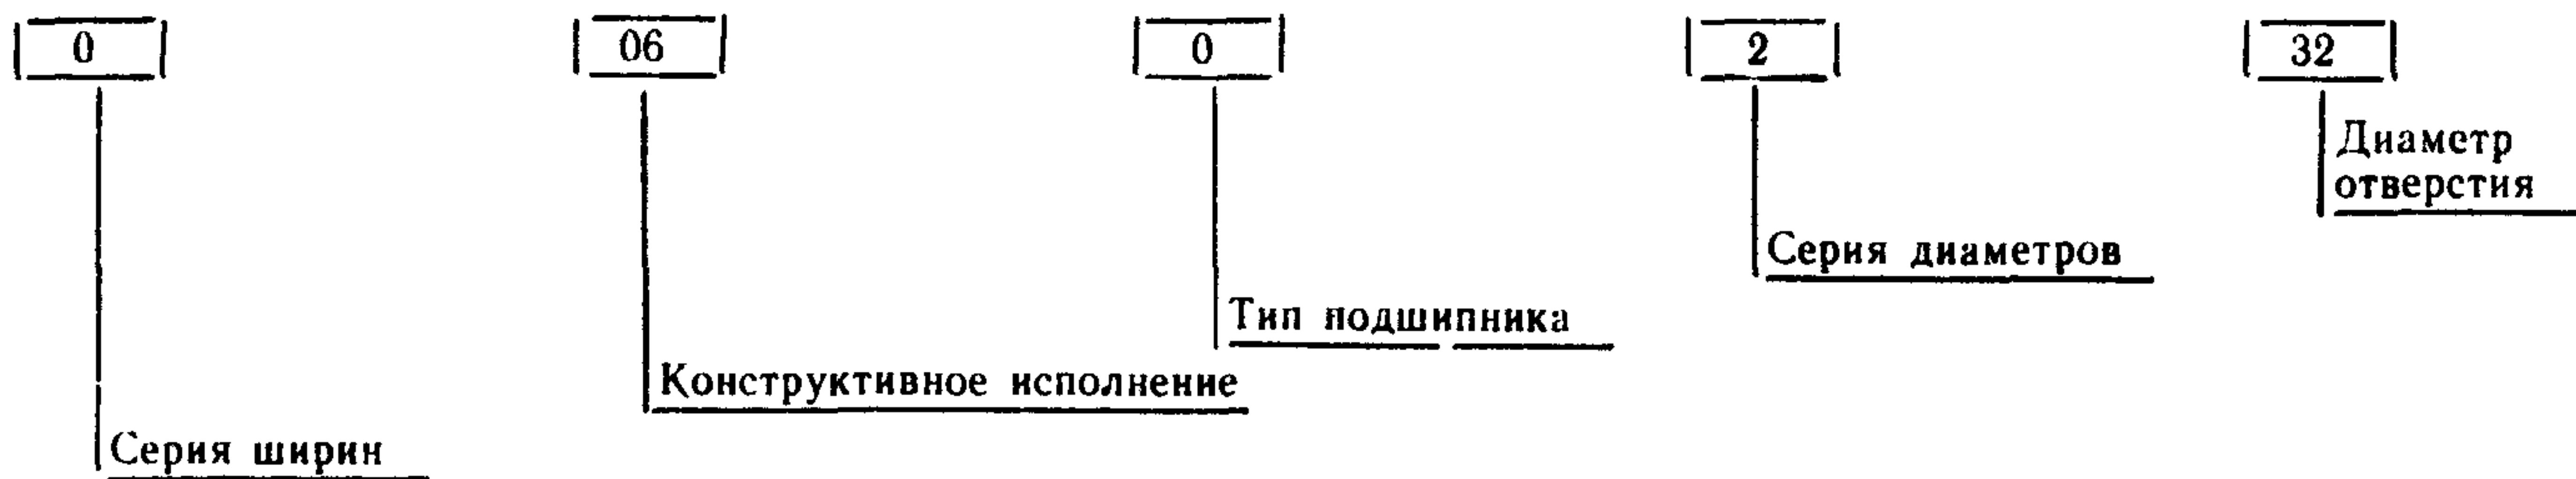 0 06 0 2 32
Диаметр
отверстия
Серия диаметров
Тип подшипника
Конструктивное исполнение
Серия ширин